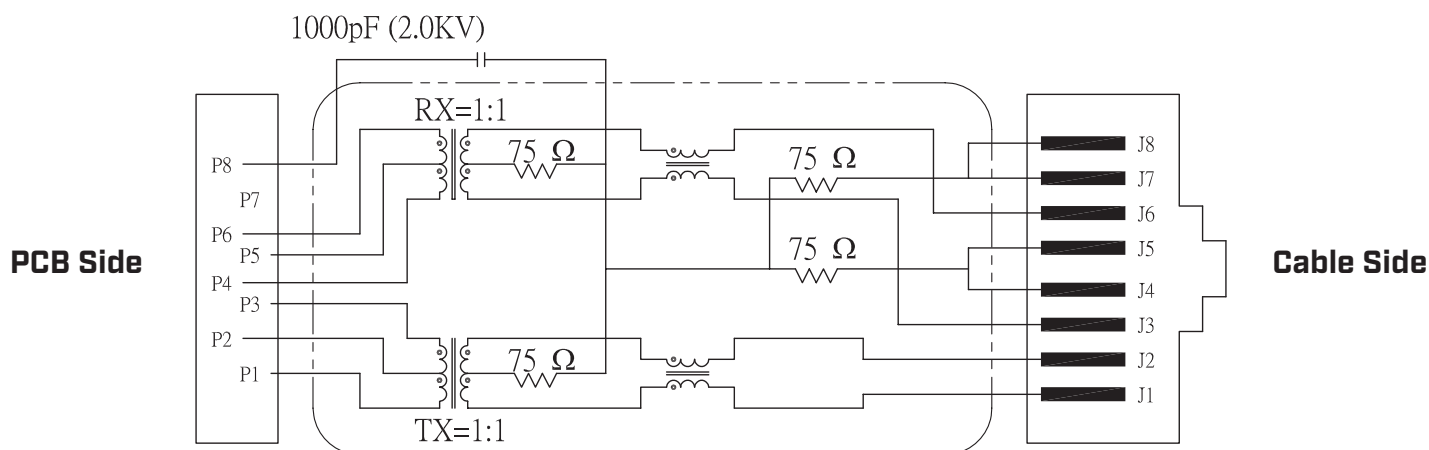 1000pF (2.0KV)
RX=1:1
75 Ω
75 Ω
75 Ω
75 Ω
TX=1:1
P8
P7
P6
P5
P4
P3
P2
P1
PCB Side
J8
J7
J6
J5
J4
J3
J2
J1
Cable Side